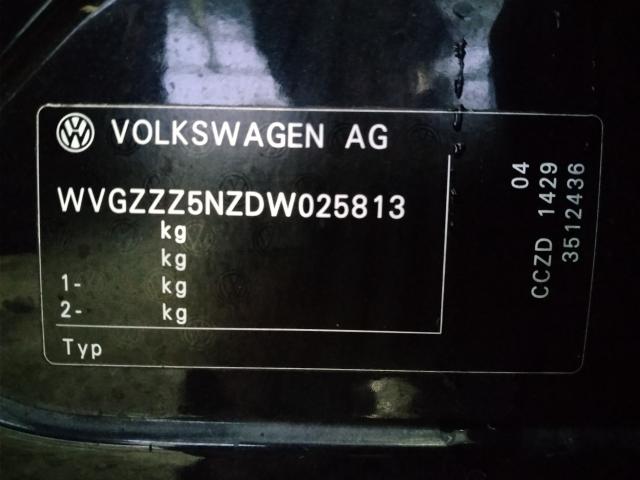 VOLKSWAGEN AG
WVGZZZ5NZDW025813
kg
kg
1- kg
2- kg
Typ
04
CCZD 1429
3512436